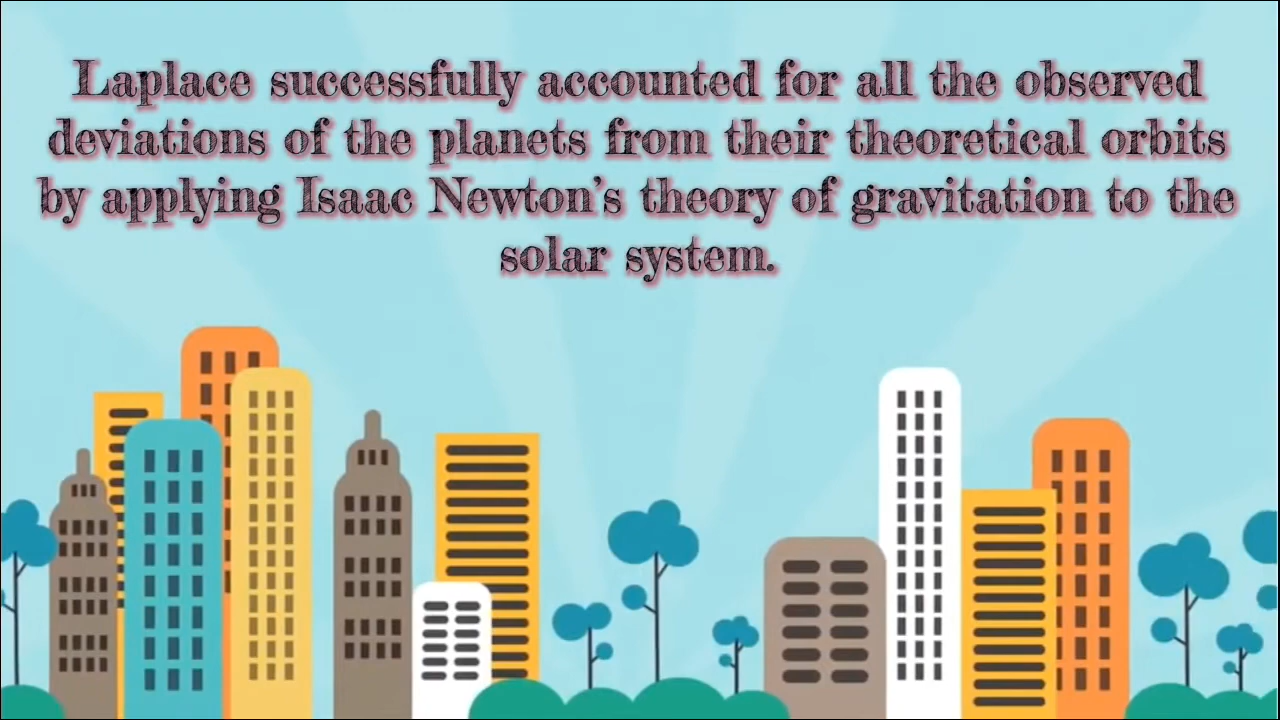 Laplace successfully accounted for all the observed
deviations of the planets from their theoretical orbits
by applying Isaac Newton’s theory of gravitation to the
solar system.